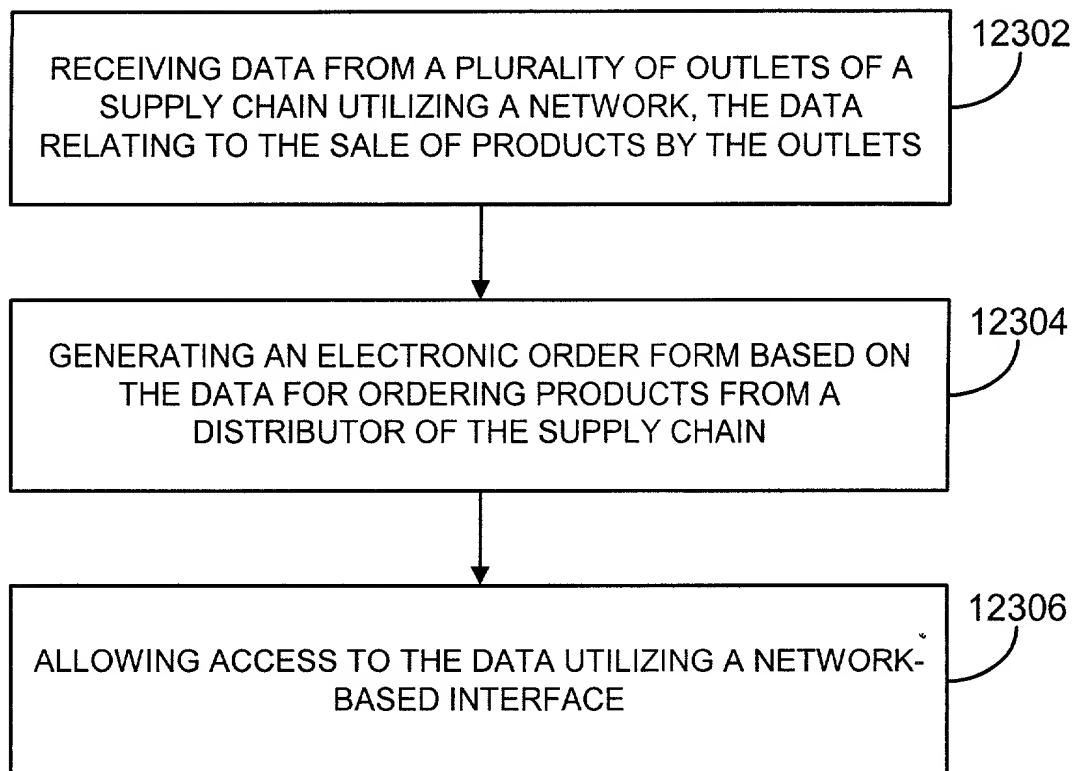 12302
RECEIVING DATA FROM A PLURALITY OF OUTLETS OF A
SUPPLY CHAIN UTILIZING A NETWORK, THE DATA
RELATING TO THE SALE OF PRODUCTS BY THE OUTLETS
12304
GENERATING AN ELECTRONIC ORDER FORM BASED ON
THE DATA FOR ORDERING PRODUCTS FROM A
DISTRIBUTOR OF THE SUPPLY CHAIN
12306
ALLOWING ACCESS TO THE DATA UTILIZING A NETWORK-
BASED INTERFACE